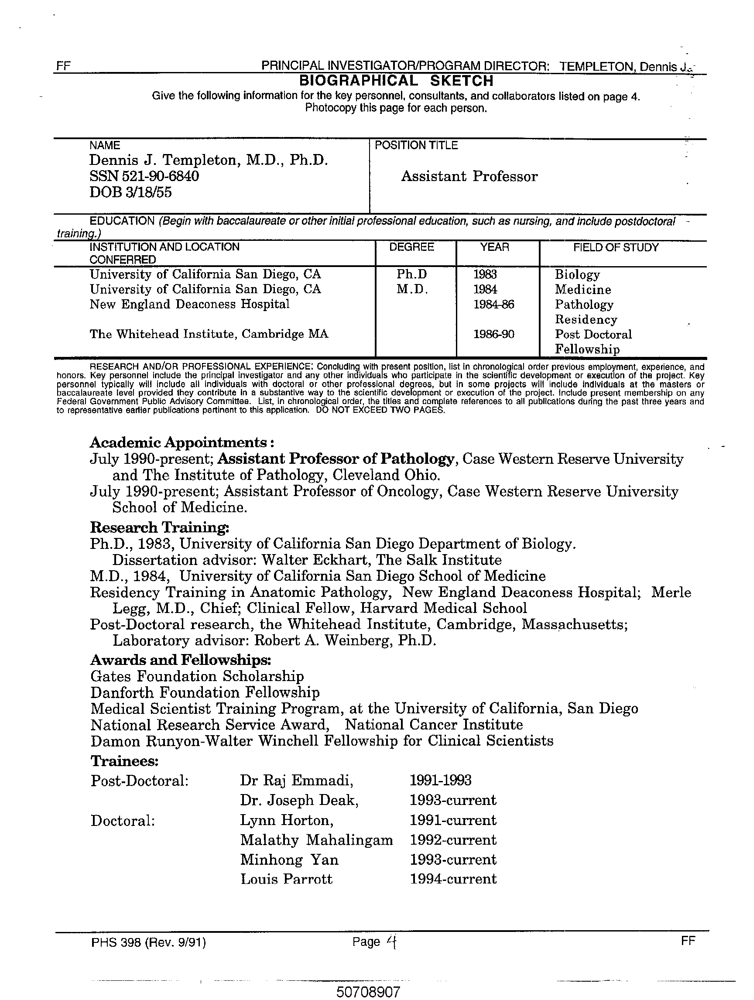 FF PRINCIPAL INVESTIGATOR/PROGRAM DIRECTOR: TEMPLETON, Dennis J.
BIOGRAPHICAL SKETCH
Give the following information for the key personnel, consultants, and collaborators listed on page 4.
Photocopy this page for each person.
NAME POSITION TITLE
Dennis J. Templeton, M.D., Ph.D.
SSN 521-90-6840 Assistant Professor
DOB 3/18/55
EDUCATION (Begin with baccalaureate or other initial professional education, such as nursing, and include postdoctoral
training.)
INSTITUTION AND LOCATION DEGREE YEAR FIELD OF STUDY
CONFERRED
University of California San Diego, CA Ph.D 1983 Biology
University of California San Diego, CA M.D. 1984 Medicine
New England Deaconess Hospital 1984-86 Pathology
Residency
The Whitehead Institute, Cambridge MA 1986-90 Post Doctoral
Fellowship
RESEARCH AND/OR PROFESSIONAL EXPERIENCE: Concluding with present position, list in chronological order previous employment, experience, and
honors. Key personnel include the principal investigator and any other individuals who participate in the scientific development or execution of the project. Key
personnel typically will include all individuals with doctoral or other professional degrees, but in some projects will include individuals at the masters or
baccalaureate level provided they contribute in a substantive way to the scientific development or execution of the project. Include present membership on any
Federal Government Public Advisory Committee. List, in chronological order, the titles and complete references to all publications during the past three years and
to representative earlier publications pertinent to this application. DO NOT EXCEED TWO PAGES.
Academic Appointments :
July 1990-present; Assistant Professor of Pathology, Case Western Reserve University
and The Institute of Pathology, Cleveland Ohio.
July 1990-present; Assistant Professor of Oncology, Case Western Reserve University
School of Medicine.
Research Training:
Ph.D., 1983, University of California San Diego Department of Biology.
Dissertation advisor: Walter Eckhart, The Salk Institute
M.D., 1984, University of California San Diego School of Medicine
Residency Training in Anatomic Pathology, New England Deaconess Hospital; Merle
Legg, M.D., Chief; Clinical Fellow, Harvard Medical School
Post-Doctoral research, the Whitehead Institute, Cambridge, Massachusetts;
Laboratory advisor: Robert A. Weinberg, Ph.D.
Awards and Fellowships:
Gates Foundation Scholarship
Danforth Foundation Fellowship
Medical Scientist Training Program, at the University of California, San Diego
National Research Service Award, National Cancer Institute
Damon Runyon-Walter Winchell Fellowship for Clinical Scientists
Trainees:
Post-Doctoral: Dr Raj Emmadi, 1991-1993
Dr. Joseph Deak, 1993-current
Doctoral: Lynn Horton, 1991-current
Malathy Mahalingam 1992-current
Minhong Yan 1993-current
Louis Parrott 1994-current
PHS 398 (Rev. 9/91) Page 4 FF
50708907